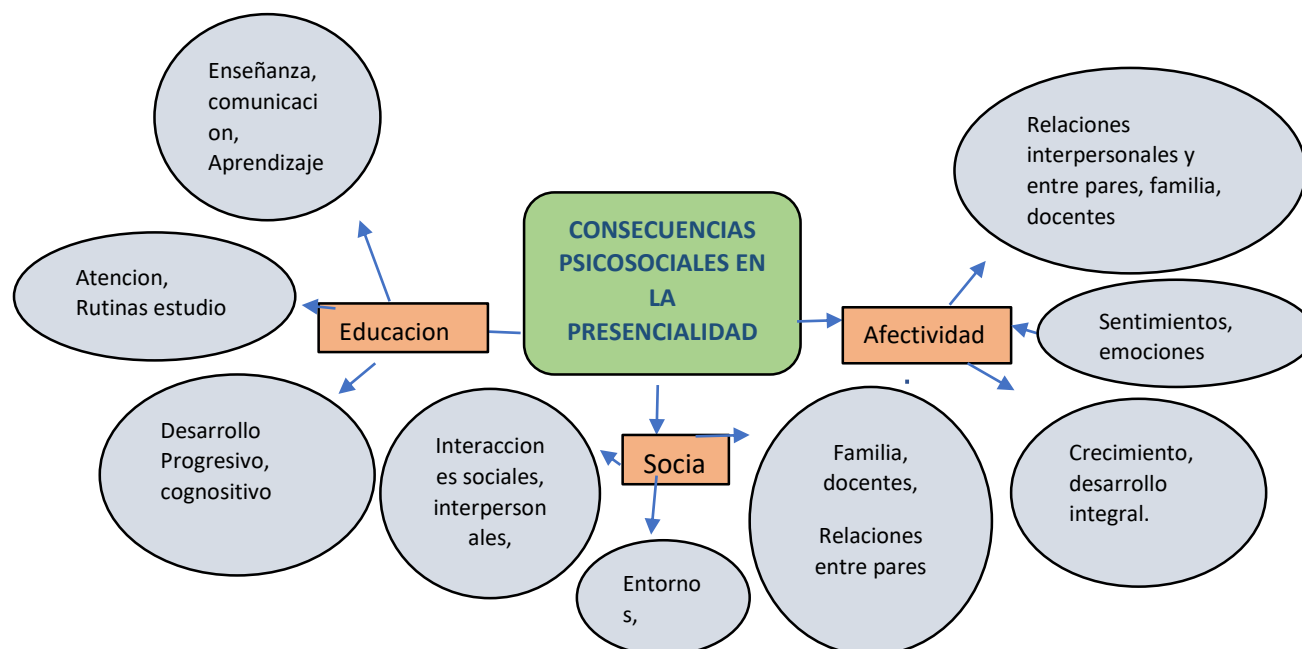 Enseñanza,
comunicaci
on,
Aprendizaje
Relaciones
interpersonales y
entre pares, familia,
docentes
CONSECUENCIAS
PSICOSOCIALES EN
LA
PRESENCIALIDAD
Atencion,
Rutinas estudio
Educacion
Afectividad
Sentimientos,
emociones
Desarrollo
Progresivo,
cognositivo
Interaccion
es sociales,
interperson
ales,
Socia
Familia,
docentes,
Relaciones
entre pares
Crecimiento,
desarrollo
integral.
Entorno
s,